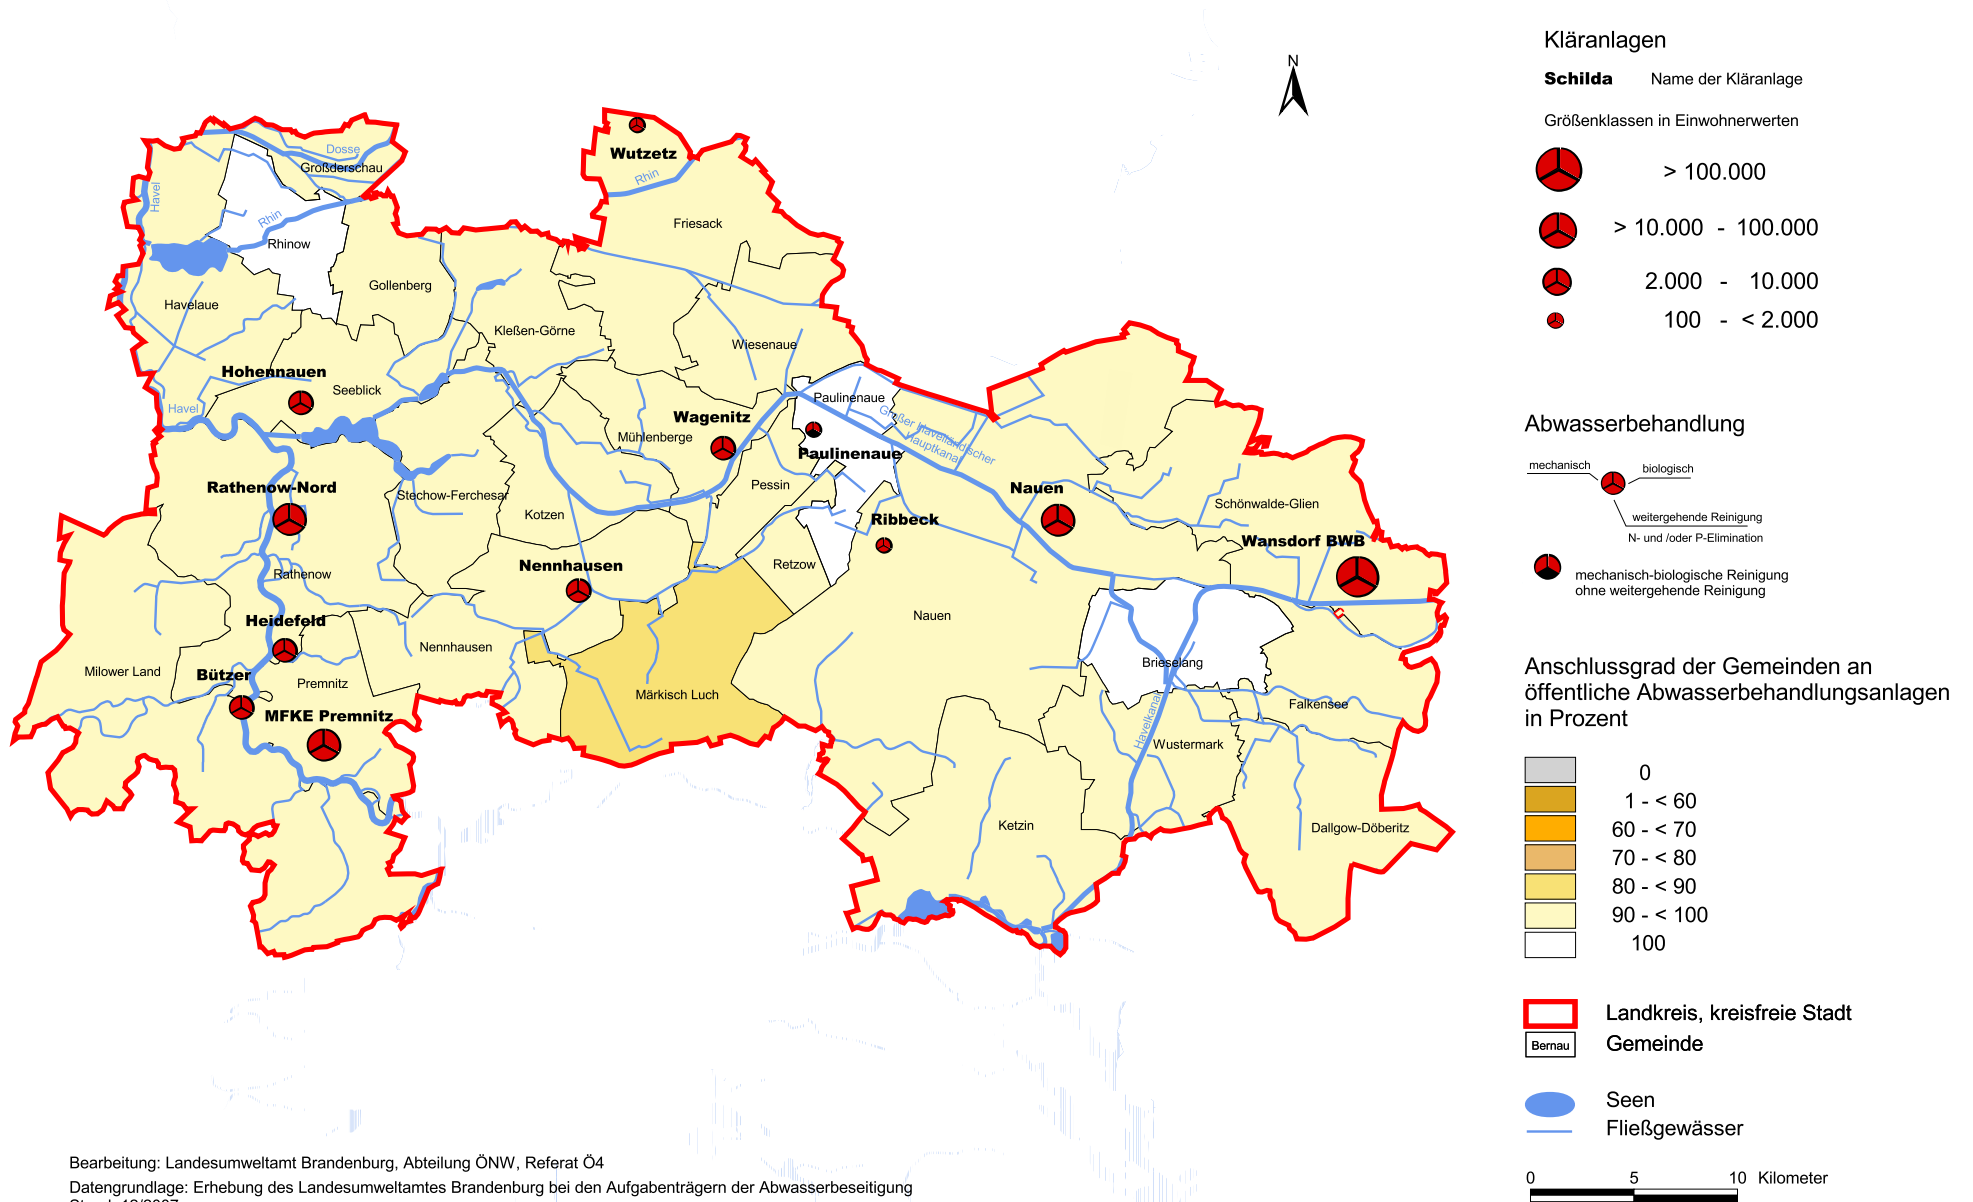 N
Wutzetz
Dosse
Großderschau
Havel
Rhin
Rhin
Friesack
Rhinow
Gollenberg
Havelaue
Kleßen-Görne
Wiesenaue
Hohennauen
Seeblick
Paulinenaue
Havel
Wagenitz
Großer Havelländischer
Hauptkanal
Mühlenberge
Paulinenaue
Rathenow-Nord
Stechow-Ferchesar
Pessin
Nauen
Kotzen
Ribbeck
Schönwalde-Glien
Wansdorf BWB
Nennhausen
Retzow
Rathenow
Heidefeld
Nauen
Nennhausen
Milower Land
Bützer
Premnitz
Brieselang
Märkisch Luch
MFKE Premnitz
Falkensee
Havelkanal
Wustermark
Ketzin
Dallgow-Döberitz
Kläranlagen
Schilda Name der Kläranlage
Größenklassen in Einwohnerwerten
> 100.000
> 10.000 - 100.000
2.000 - 10.000
100 - < 2.000
Abwasserbehandlung
mechanisch
biologisch
weitergehende Reinigung
N- und /oder P-Elimination
mechanisch-biologische Reinigung
ohne weitergehende Reinigung
Anschlussgrad der Gemeinden an
öffentliche Abwasserbehandlungsanlagen
in Prozent
0
1 - < 60
60 - < 70
70 - < 80
80 - < 90
90 - < 100
100
Landkreis, kreisfreie Stadt
Bernau Gemeinde
Seen
Fließgewässer
0 5 10 Kilometer
Bearbeitung: Landesumweltamt Brandenburg, Abteilung ÖNW, Referat Ö4
Datengrundlage: Erhebung des Landesumweltamtes Brandenburg bei den Aufgabenträgern der Abwasserbeseitigung